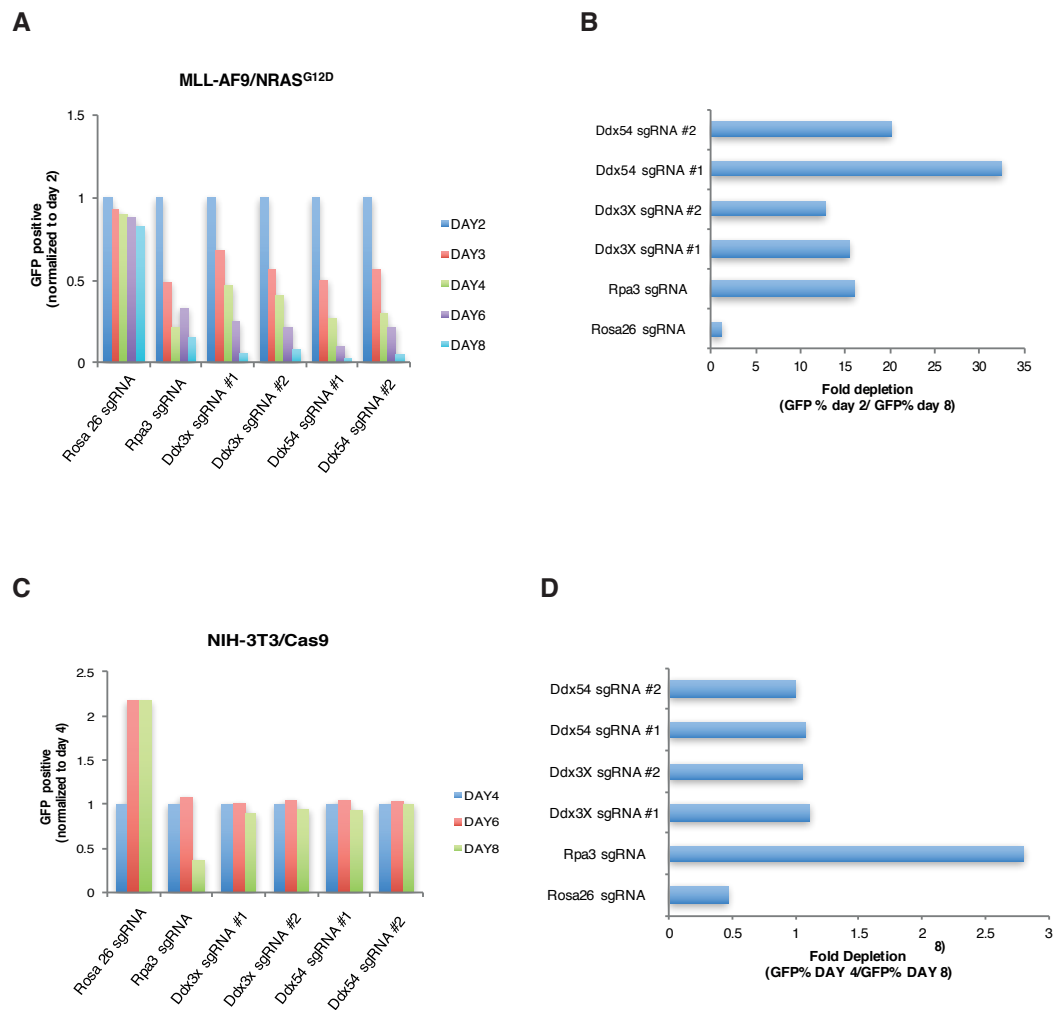 A
MLL-AF9/NRASG12D
GFP positive
(normalized to day 2)
1.5
1
0.5
0
Rosa 26 sgRNA
Rpa3 sgRNA
Ddx3x sgRNA #1
Ddx3x sgRNA #2
Ddx54 sgRNA #1
Ddx54 sgRNA #2
DAY2
DAY3
DAY4
DAY6
DAY8
B
Ddx54 sgRNA #2
Ddx54 sgRNA #1
Ddx3X sgRNA #2
Ddx3X sgRNA #1
Rpa3 sgRNA
Rosa26 sgRNA
0 5 10 15 20 25 30 35
Fold depletion
(GFP % day 2/ GFP% day 8)
C
NIH-3T3/Cas9
GFP positive
(normalized to day 4)
2.5
2
1.5
1
0.5
0
Rosa 26 sgRNA
Rpa3 sgRNA
Ddx3x sgRNA #1
Ddx3x sgRNA #2
Ddx54 sgRNA #1
Ddx54 sgRNA #2
DAY4
DAY6
DAY8
D
Ddx54 sgRNA #2
Ddx54 sgRNA #1
Ddx3X sgRNA #2
Ddx3X sgRNA #1
Rpa3 sgRNA
Rosa26 sgRNA
0 0.5 1 1.5 2 2.5 3
8)
Fold Depletion
(GFP% DAY 4/GFP% DAY 8)